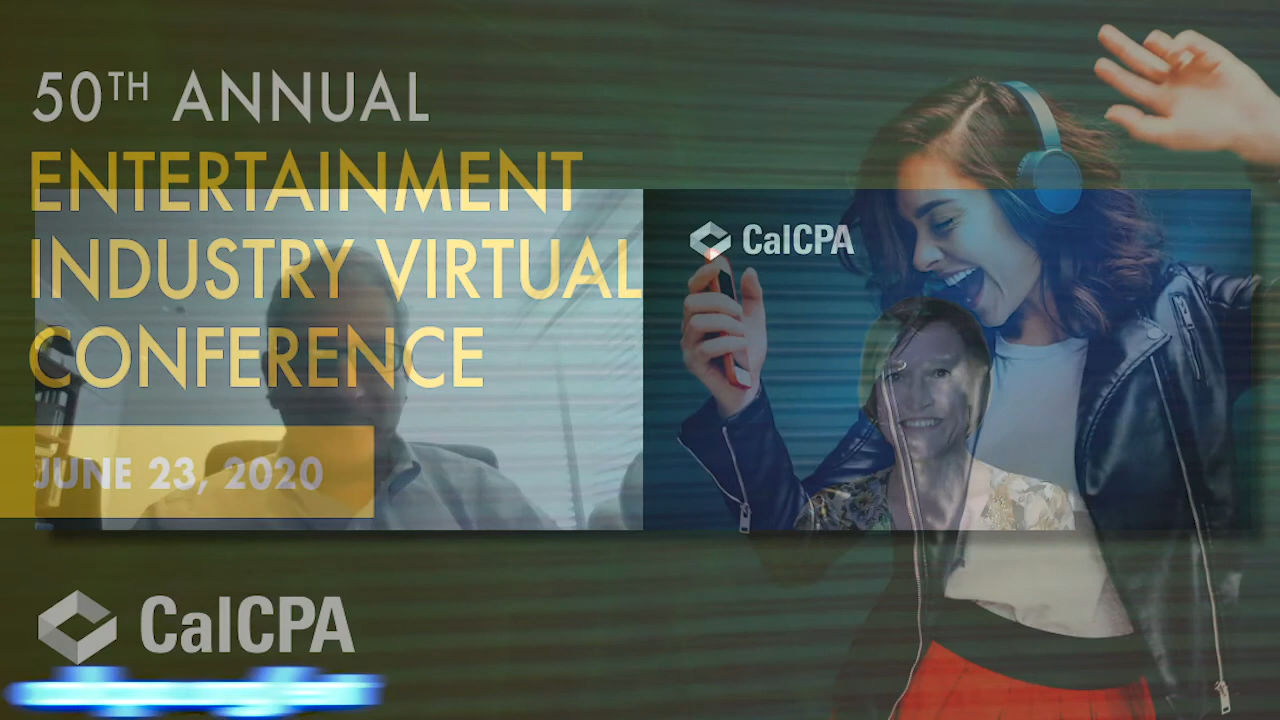 50TH ANNUAL
ENTERTAINMENT
INDUSTRY VIRTUAL
CONFERENCE
CalCPA
JUNE 23, 2020
CalCPA